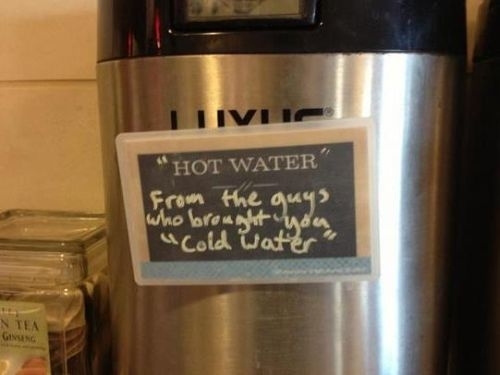 LUXUS®
"HOT WATER"
From the guys
who brought you
"Cold Water"
N TEA
GINSENG